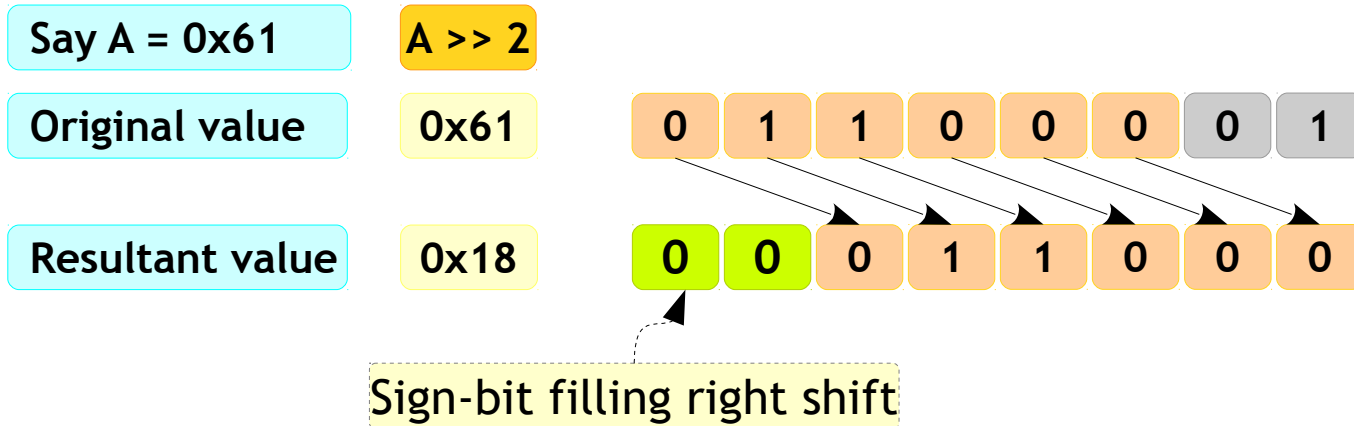 Say A = 0x61 A >> 2
Original value 0x61 0 1 1 0 0 0 0 1
Resultant value 0x18 0 0 0 1 1 0 0 0
Sign-bit filling right shift